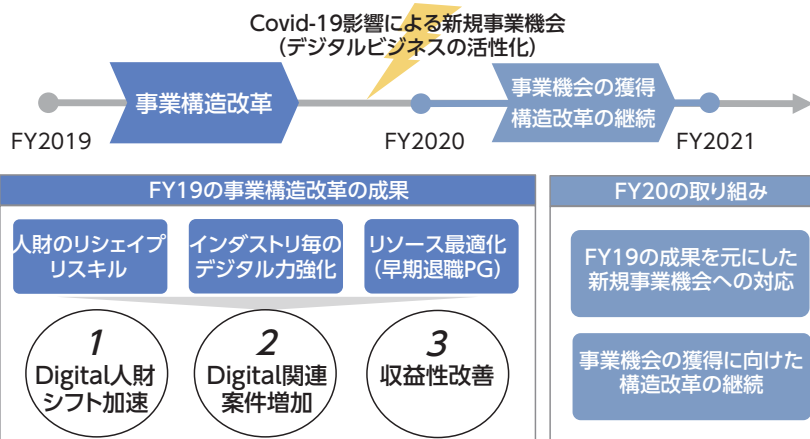 Covid-19影響による新規事業機会
（デジタルビジネスの活性化）
事業構造改革
事業機会の獲得
構造改革の継続
FY2019
FY2020
FY2021
FY19の事業構造改革の成果
人財のリシェイプ
リスキル
インダストリ毎の
デジタル力強化
リソース最適化
（早期退職PG）
1
Digital人財
シフト加速
2
Digital関連
案件増加
3
収益性改善
FY20の取り組み
FY19の成果を元にした
新規事業機会への対応
事業機会の獲得に向けた
構造改革の継続